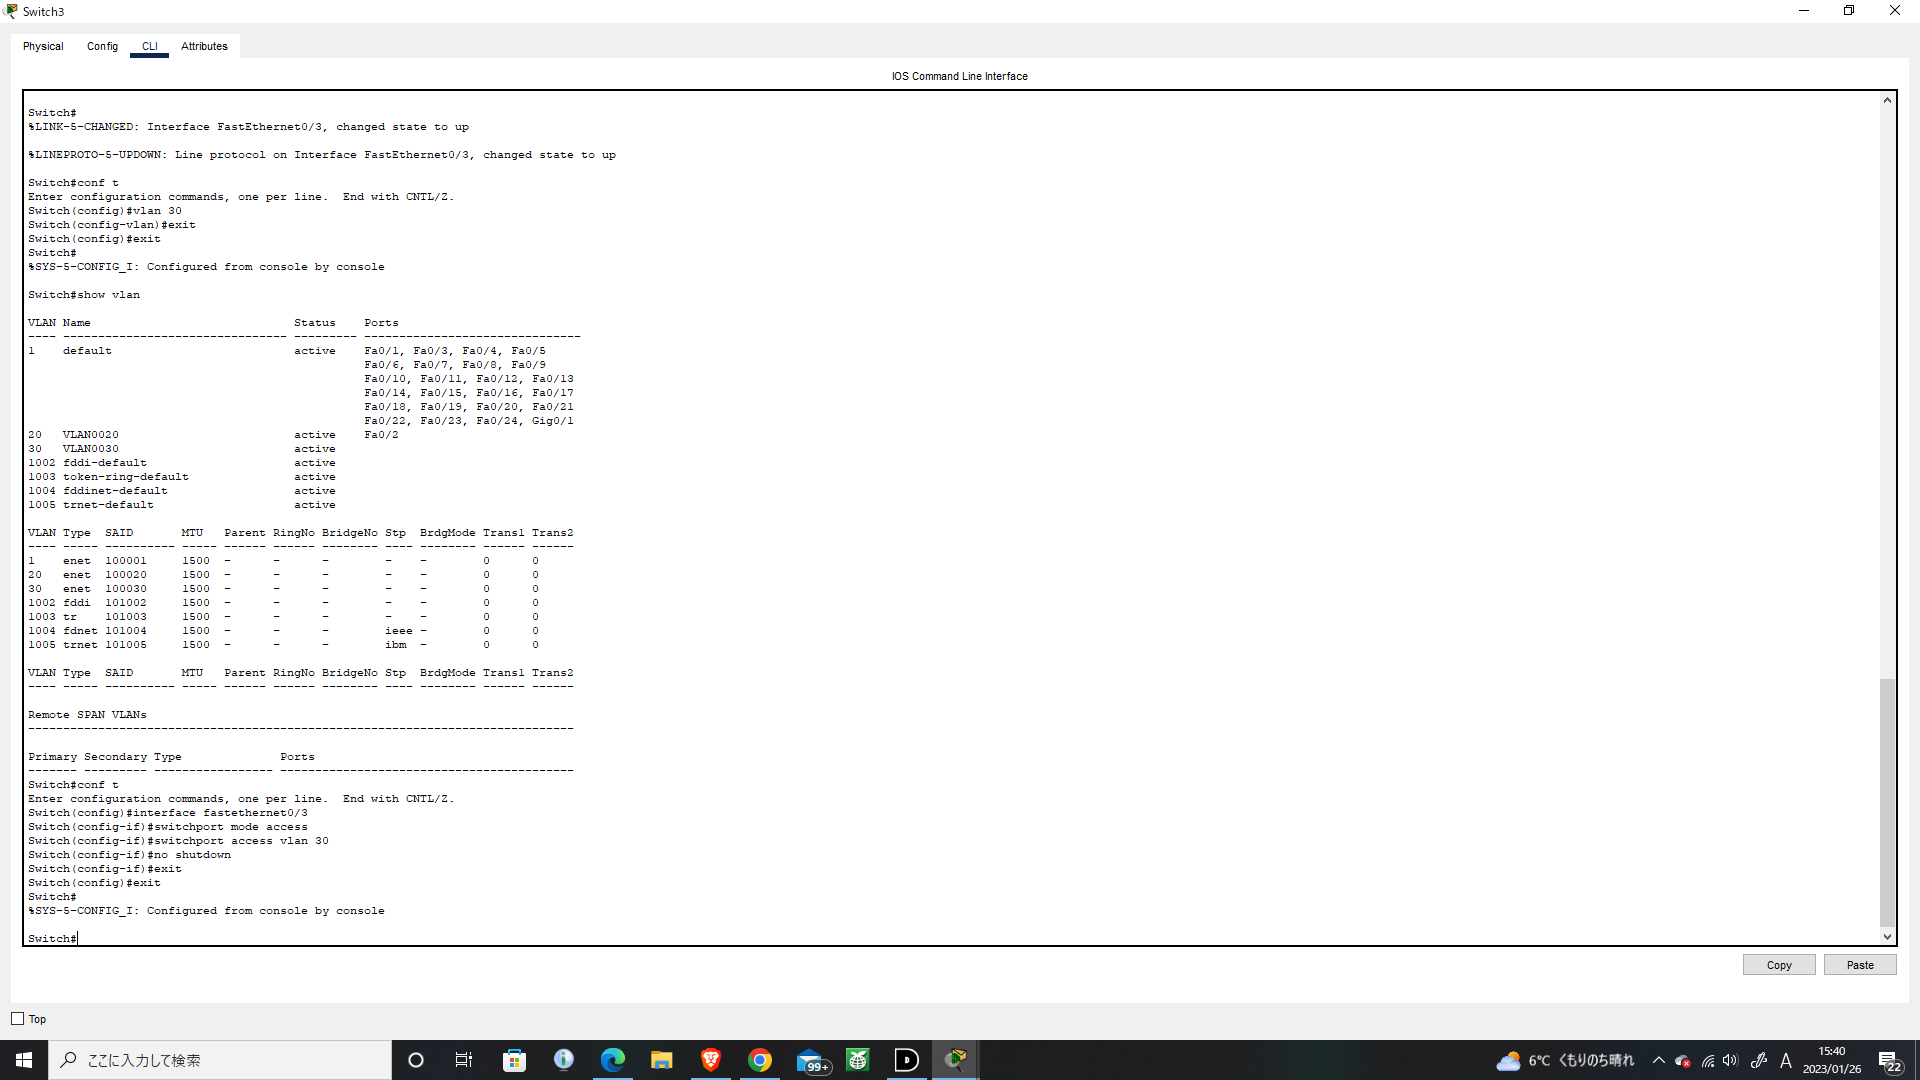 Switch3
Physical Config CLI Attributes
IOS Command Line Interface
Switch#
%LINK-5-CHANGED: Interface FastEthernet0/3, changed state to up
%LINEPROTO-5-UPDOWN: Line protocol on Interface FastEthernet0/3, changed state to up
Switch#conf t
Enter configuration commands, one per line.  End with CNTL/Z.
Switch(config)#vlan 30
Switch(config-vlan)#exit
Switch(config)#exit
Switch#
%SYS-5-CONFIG_I: Configured from console by console
Switch#show vlan
VLAN Name                             Status    Ports
---- -------------------------------- --------- -------------------------------
1    default                          active    Fa0/1, Fa0/3, Fa0/4, Fa0/5
                                                Fa0/6, Fa0/7, Fa0/8, Fa0/9
                                                Fa0/10, Fa0/11, Fa0/12, Fa0/13
                                                Fa0/14, Fa0/15, Fa0/16, Fa0/17
                                                Fa0/18, Fa0/19, Fa0/20, Fa0/21
                                                Fa0/22, Fa0/23, Fa0/24, Gig0/1
20   VLAN0020                         active    Fa0/2
30   VLAN0030                         active
1002 fddi-default                     active
1003 token-ring-default               active
1004 fddinet-default                  active
1005 trnet-default                    active
VLAN Type  SAID       MTU   Parent RingNo BridgeNo Stp  BrdgMode Trans1 Trans2
---- ----- ---------- ----- ------ ------ -------- ---- -------- ------ ------
1    enet  100001     1500  -      -      -        -    -        0      0
20   enet  100020     1500  -      -      -        -    -        0      0
30   enet  100030     1500  -      -      -        -    -        0      0
1002 fddi  101002     1500  -      -      -        -    -        0      0
1003 tr    101003     1500  -      -      -        -    -        0      0
1004 fdnet 101004     1500  -      -      -        ieee -        0      0
1005 trnet 101005     1500  -      -      -        ibm  -        0      0
VLAN Type  SAID       MTU   Parent RingNo BridgeNo Stp  BrdgMode Trans1 Trans2
---- ----- ---------- ----- ------ ------ -------- ---- -------- ------ ------
Remote SPAN VLANs
------------------------------------------------------------------------------
Primary Secondary Type              Ports
------- --------- ----------------- ------------------------------------------
Switch#conf t
Enter configuration commands, one per line.  End with CNTL/Z.
Switch(config)#interface fastethernet0/3
Switch(config-if)#switchport mode access
Switch(config-if)#switchport access vlan 30
Switch(config-if)#no shutdown
Switch(config-if)#exit
Switch(config)#exit
Switch#
%SYS-5-CONFIG_I: Configured from console by console
Switch#
Copy Paste
Top
ここに入力して検索
99+
6℃ くもりのち晴れ
A
15:40
2023/01/26
22